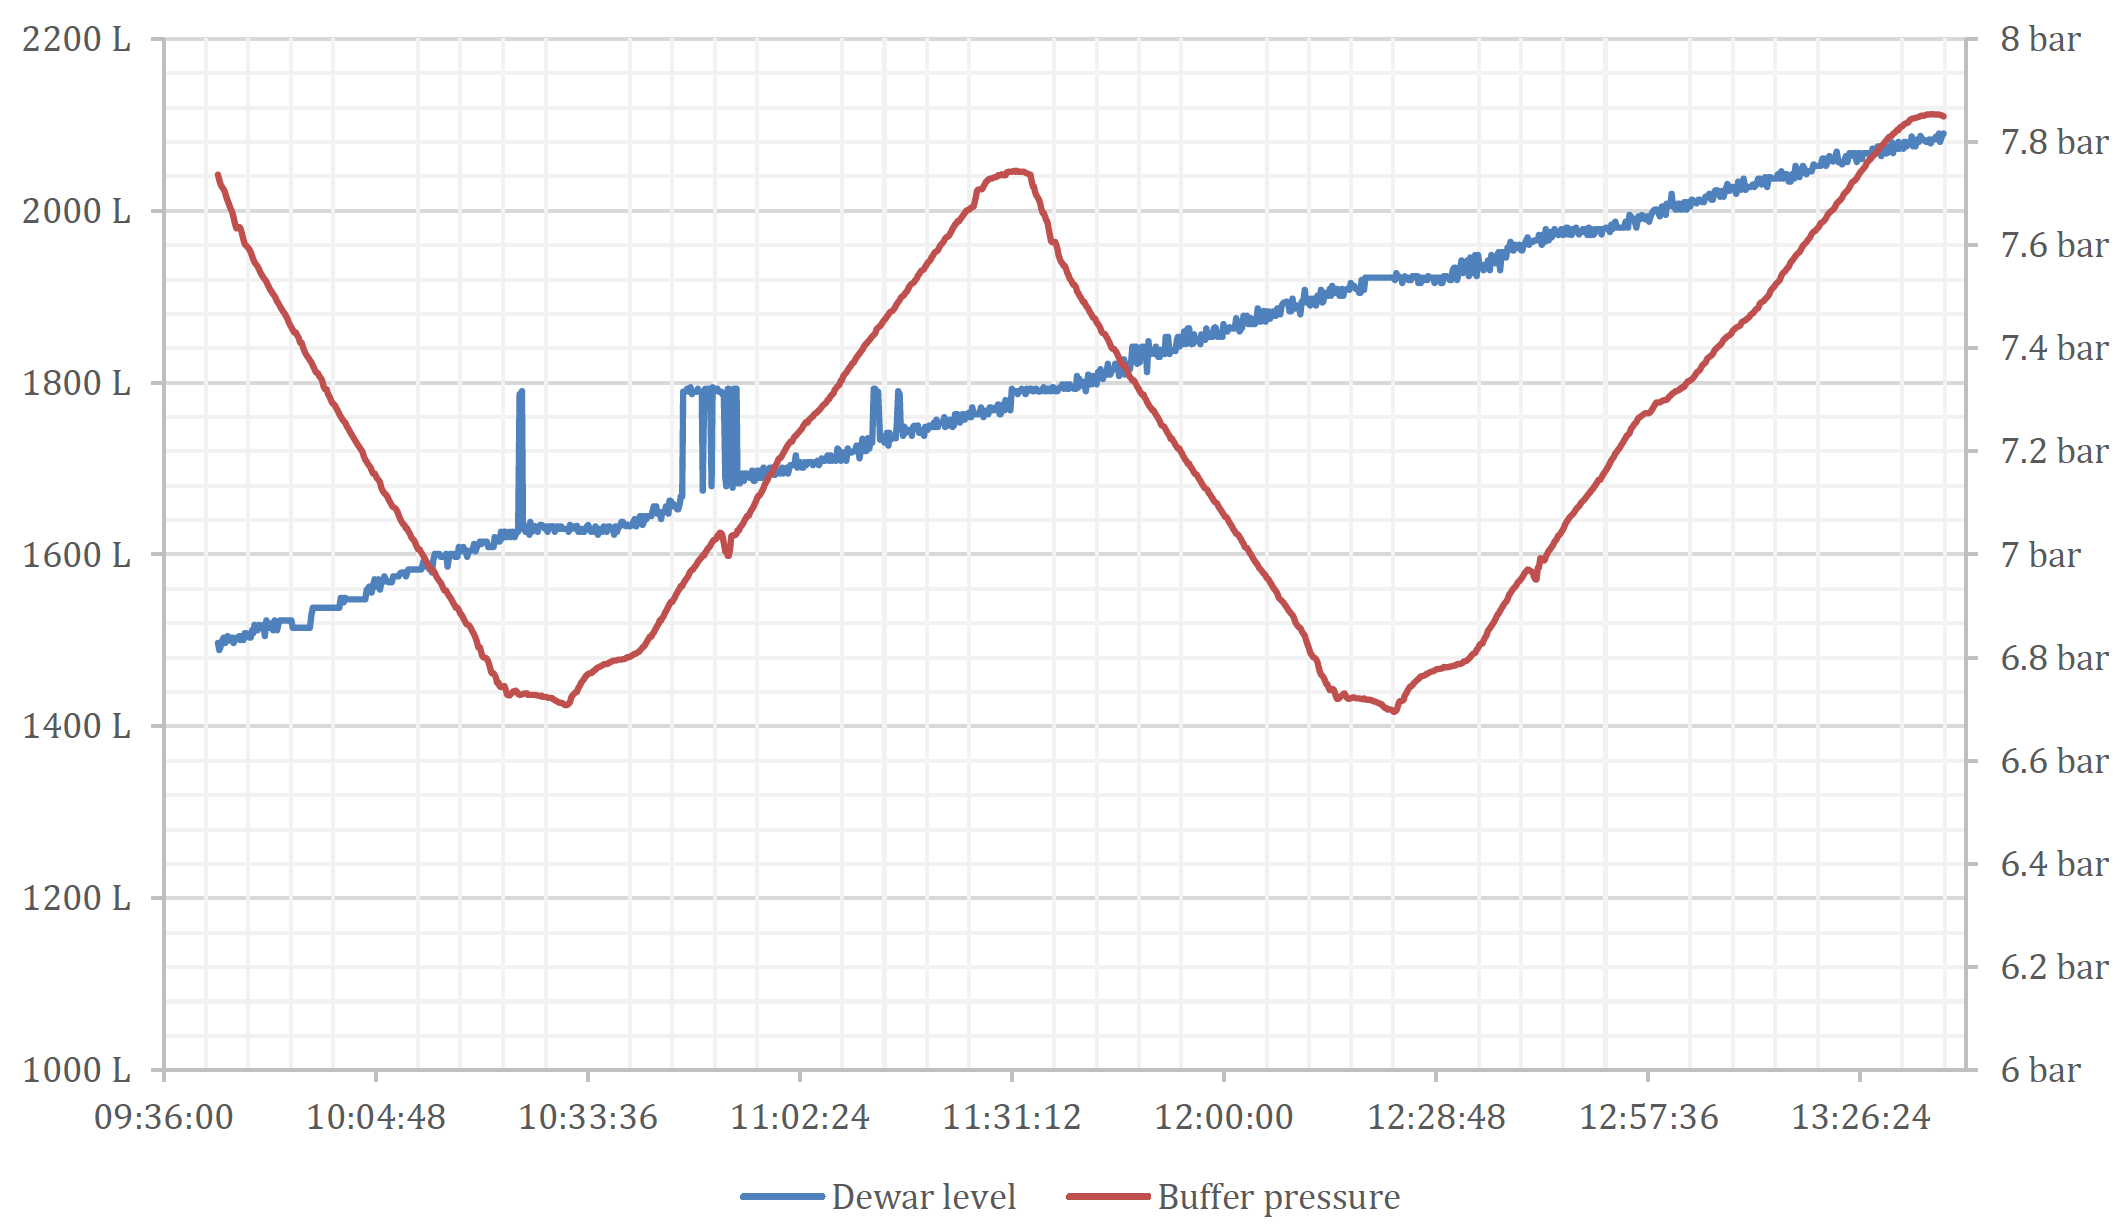 2200 L
2000 L
1800 L
1600 L
1400 L
1200 L
1000 L
8 bar
7.8 bar
7.6 bar
7.4 bar
7.2 bar
7 bar
6.8 bar
6.6 bar
6.4 bar
6.2 bar
6 bar
09:36:00 10:04:48 10:33:36 11:02:24 11:31:12 12:00:00 12:28:48 12:57:36 13:26:24
Dewar level Buffer pressure